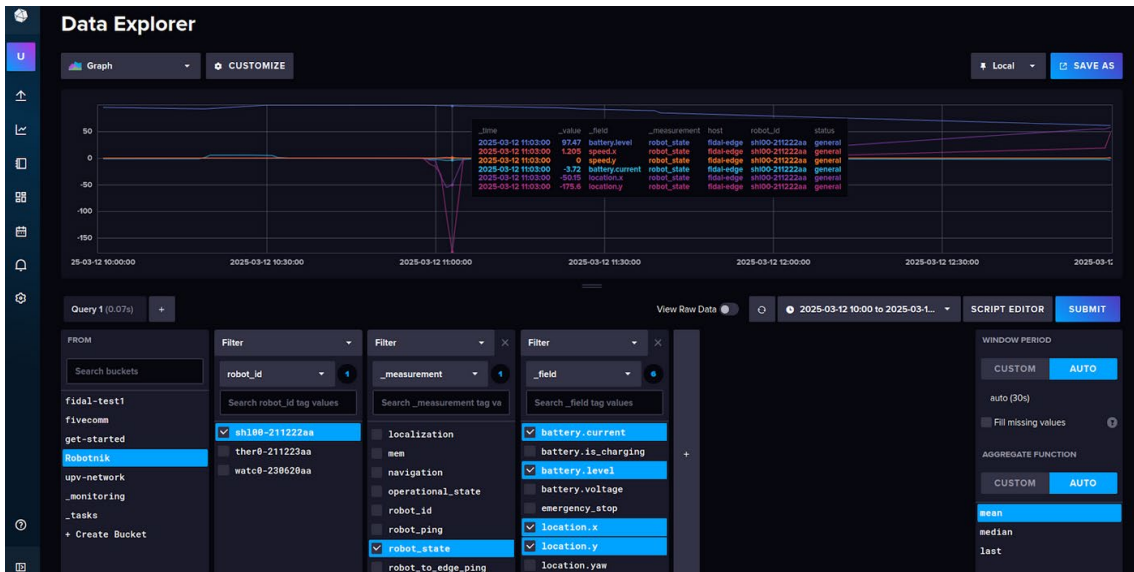 Data Explorer
U
Graph
CUSTOMIZE
Local
SAVE AS
50
0
-50
-100
-150
_time _value _field _measurement host robot_id status
2025-03-12 11:03:00 97.47 battery.level robot_state fidal-edge shl00-211222aa general
2025-03-12 11:03:00 1.205 speed.x robot_state fidal-edge shl00-211222aa general
2025-03-12 11:03:00 0 speed.y robot_state fidal-edge shl00-211222aa general
2025-03-12 11:03:00 -3.72 battery.current robot_state fidal-edge shl00-211222aa general
2025-03-12 11:03:00 -50.15 location.x robot_state fidal-edge shl00-211222aa general
2025-03-12 11:03:00 -175.6 location.y robot_state fidal-edge shl00-211222aa general
25-03-12 10:00:00 2025-03-12 10:30:00 2025-03-12 11:00:00 2025-03-12 11:30:00 2025-03-12 12:00:00 2025-03-12 12:30:00 2025-03-12
Query 1 (0.07s)
+
View Raw Data
2025-03-12 10:00 to 2025-03-1...
SCRIPT EDITOR
SUBMIT
FROM
Search buckets
fidal-test1
fivecomm
get-started
Robotnik
upv-network
_monitoring
_tasks
+ Create Bucket
Filter
robot_id
1
Search robot_id tag values
shl00-211222aa
ther0-211223aa
watc0-230620aa
Filter
_measurement
1
Search _measurement tag va
localization
mem
navigation
operational_state
robot_id
robot_ping
robot_state
robot_to_edge_ping
Filter
_field
6
Search _field tag values
battery.current
battery.is_charging
battery.level
battery.voltage
emergency_stop
location.x
location.y
location.yaw
+
WINDOW PERIOD
CUSTOM
AUTO
auto (30s)
Fill missing values
AGGREGATE FUNCTION
CUSTOM
AUTO
mean
median
last